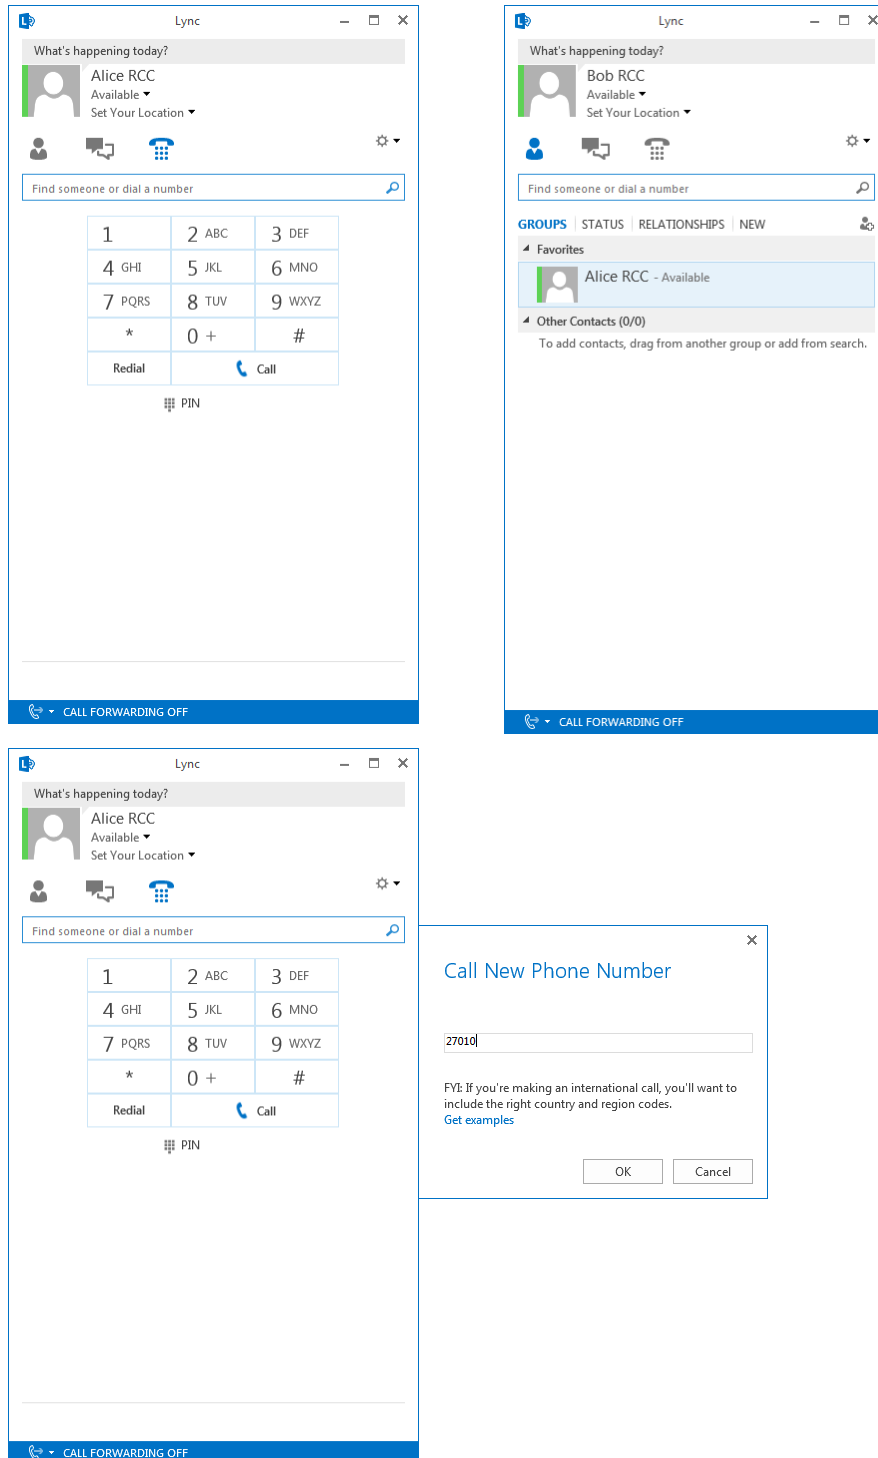 Lync
What's happening today?
Alice RCC
Available
Set Your Location
Find someone or dial a number
1 2 ABC 3 DEF
4 GHI 5 JKL 6 MNO
7 PQRS 8 TUV 9 WXYZ
* 0 + #
Redial Call
PIN
CALL FORWARDING OFF
Lync
What's happening today?
Bob RCC
Available
Set Your Location
Find someone or dial a number
GROUPS STATUS RELATIONSHIPS NEW
Favorites
Alice RCC - Available
Other Contacts (0/0)
To add contacts, drag from another group or add from search.
CALL FORWARDING OFF
Lync
What's happening today?
Alice RCC
Available
Set Your Location
Find someone or dial a number
1 2 ABC 3 DEF
4 GHI 5 JKL 6 MNO
7 PQRS 8 TUV 9 WXYZ
* 0 + #
Redial Call
PIN
CALL FORWARDING OFF
Call New Phone Number
27010
FYI: If you're making an international call, you'll want to
include the right country and region codes.
Get examples
OK Cancel